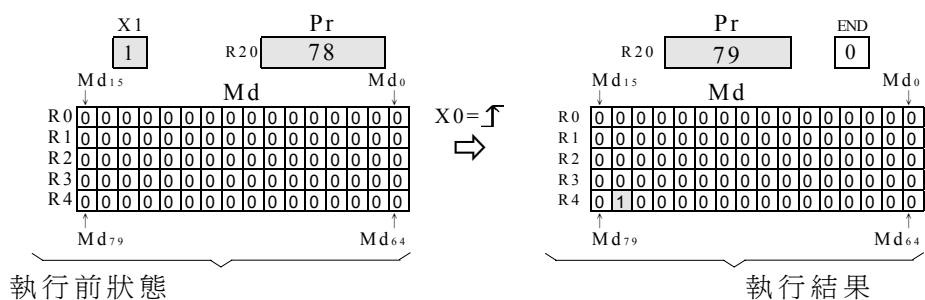 X1 Pr Pr END
1 R20 78 R20 79 0
Md15 Md Md0 Md15 Md Md0
R0 0 0 0 0 0 0 0 0 0 0 0 0 0 0 0 0 X0= R0 0 0 0 0 0 0 0 0 0 0 0 0 0 0 0 0
R1 0 0 0 0 0 0 0 0 0 0 0 0 0 0 0 0 R1 0 0 0 0 0 0 0 0 0 0 0 0 0 0 0 0
R2 0 0 0 0 0 0 0 0 0 0 0 0 0 0 0 0 R2 0 0 0 0 0 0 0 0 0 0 0 0 0 0 0 0
R3 0 0 0 0 0 0 0 0 0 0 0 0 0 0 0 0 R3 0 0 0 0 0 0 0 0 0 0 0 0 0 0 0 0
R4 0 0 0 0 0 0 0 0 0 0 0 0 0 0 0 0 R4 0 1 0 0 0 0 0 0 0 0 0 0 0 0 0 0
Md79 Md64 Md79 Md64
執行前狀態 執行結果